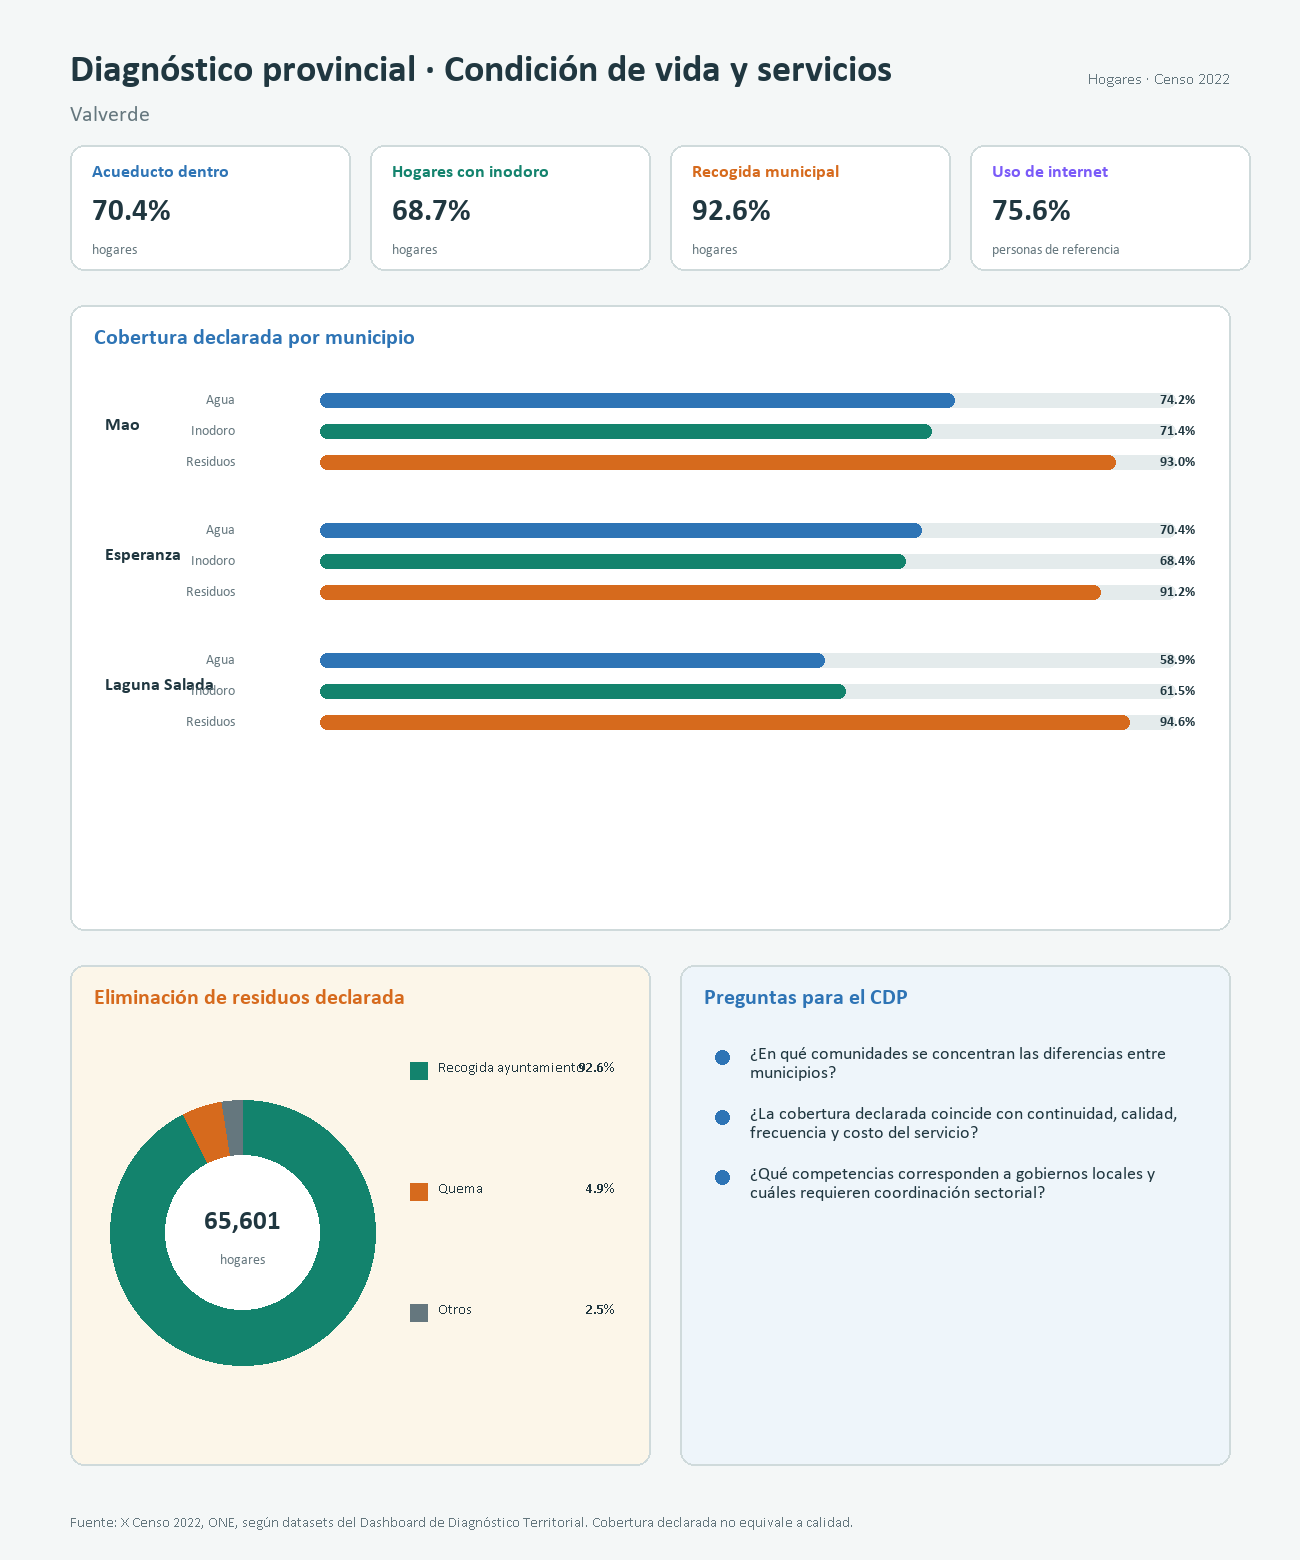 Diagnóstico provincial · Condición de vida y servicios
Hogares · Censo 2022
Valverde
Acueducto dentro
70.4%
hogares
Hogares con inodoro
68.7%
hogares
Recogida municipal
92.6%
hogares
Uso de internet
75.6%
personas de referencia
Cobertura declarada por municipio
Mao
Agua 74.2%
Inodoro 71.4%
Residuos 93.0%
Esperanza
Agua 70.4%
Inodoro 68.4%
Residuos 91.2%
Laguna Salada
Agua 58.9%
Inodoro 61.5%
Residuos 94.6%
Eliminación de residuos declarada
Recogida ayuntamiento 92.6%
Quema 4.9%
Otros 2.5%
65,601
hogares
Preguntas para el CDP
¿En qué comunidades se concentran las diferencias entre
municipios?
¿La cobertura declarada coincide con continuidad, calidad,
frecuencia y costo del servicio?
¿Qué competencias corresponden a gobiernos locales y
cuáles requieren coordinación sectorial?
Fuente: X Censo 2022, ONE, según datasets del Dashboard de Diagnóstico Territorial. Cobertura declarada no equivale a calidad.